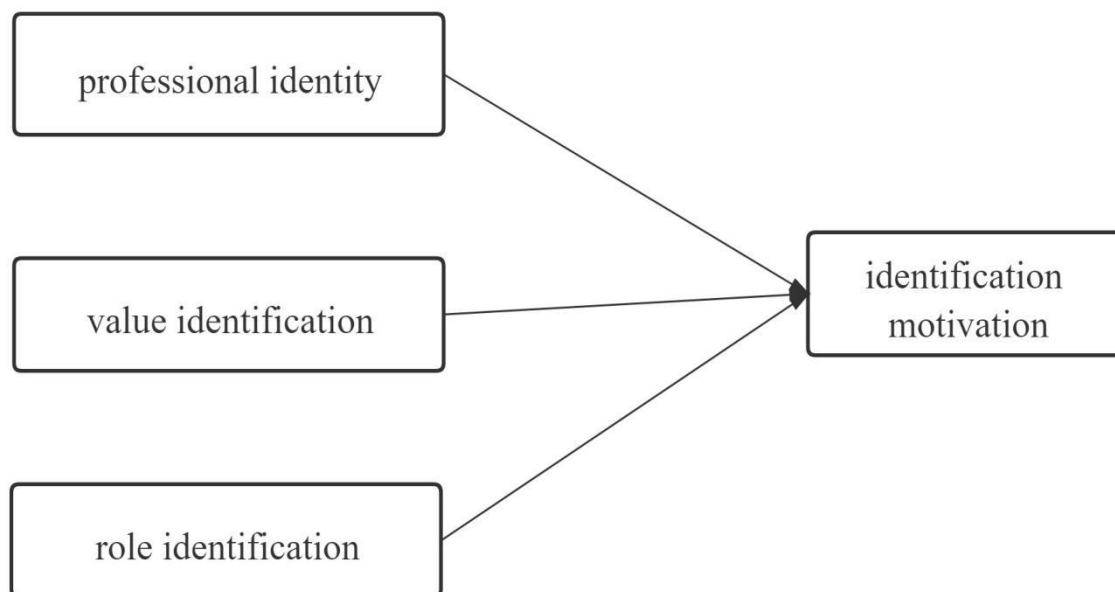 professional identity
value identification
identification
motivation
role identification